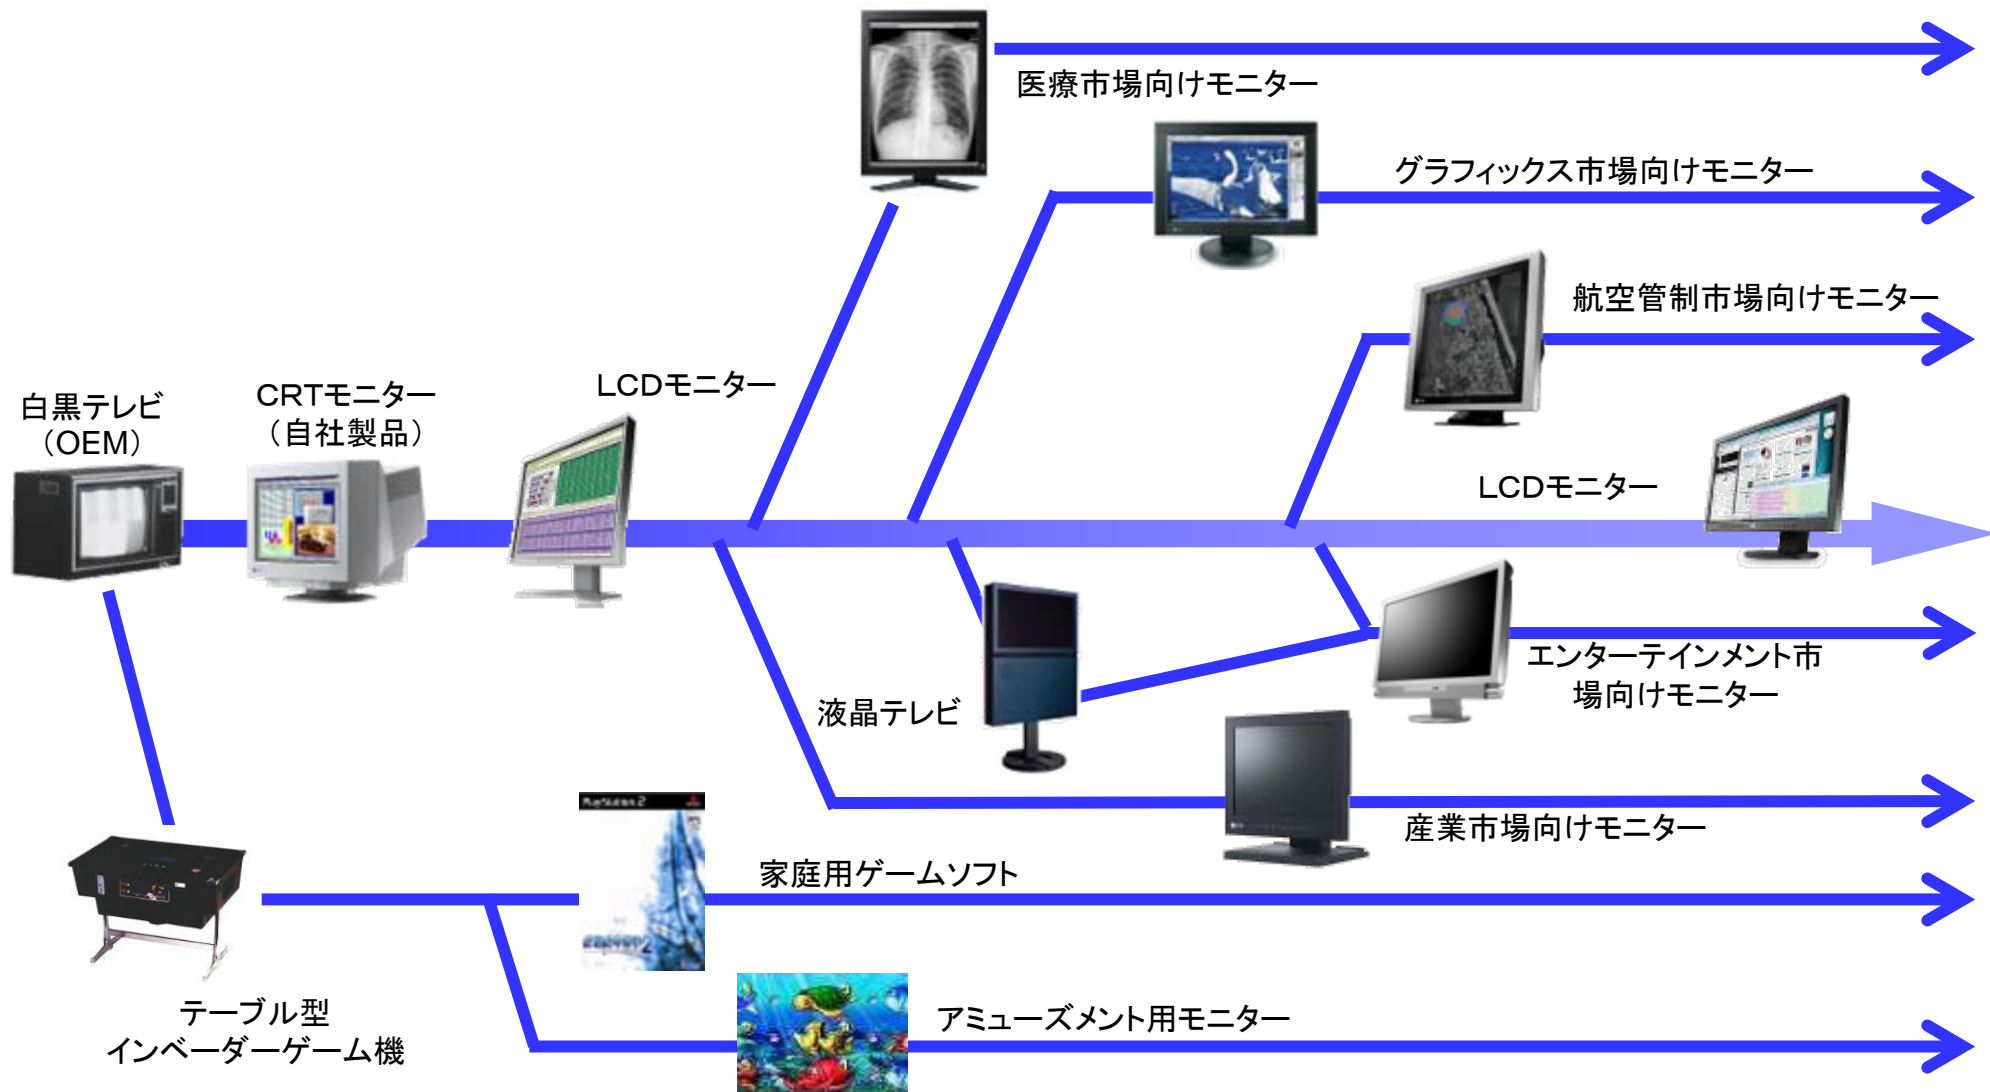 医療市場向けモニター
グラフィックス市場向けモニター
航空管制市場向けモニター
白黒テレビ
（OEM）
CRTモニター
（自社製品）
LCDモニター
LCDモニター
エンターテインメント市
場向けモニター
液晶テレビ
産業市場向けモニター
PlayStation 2
家庭用ゲームソフト
テーブル型
インベーダーゲーム機
アミューズメント用モニター